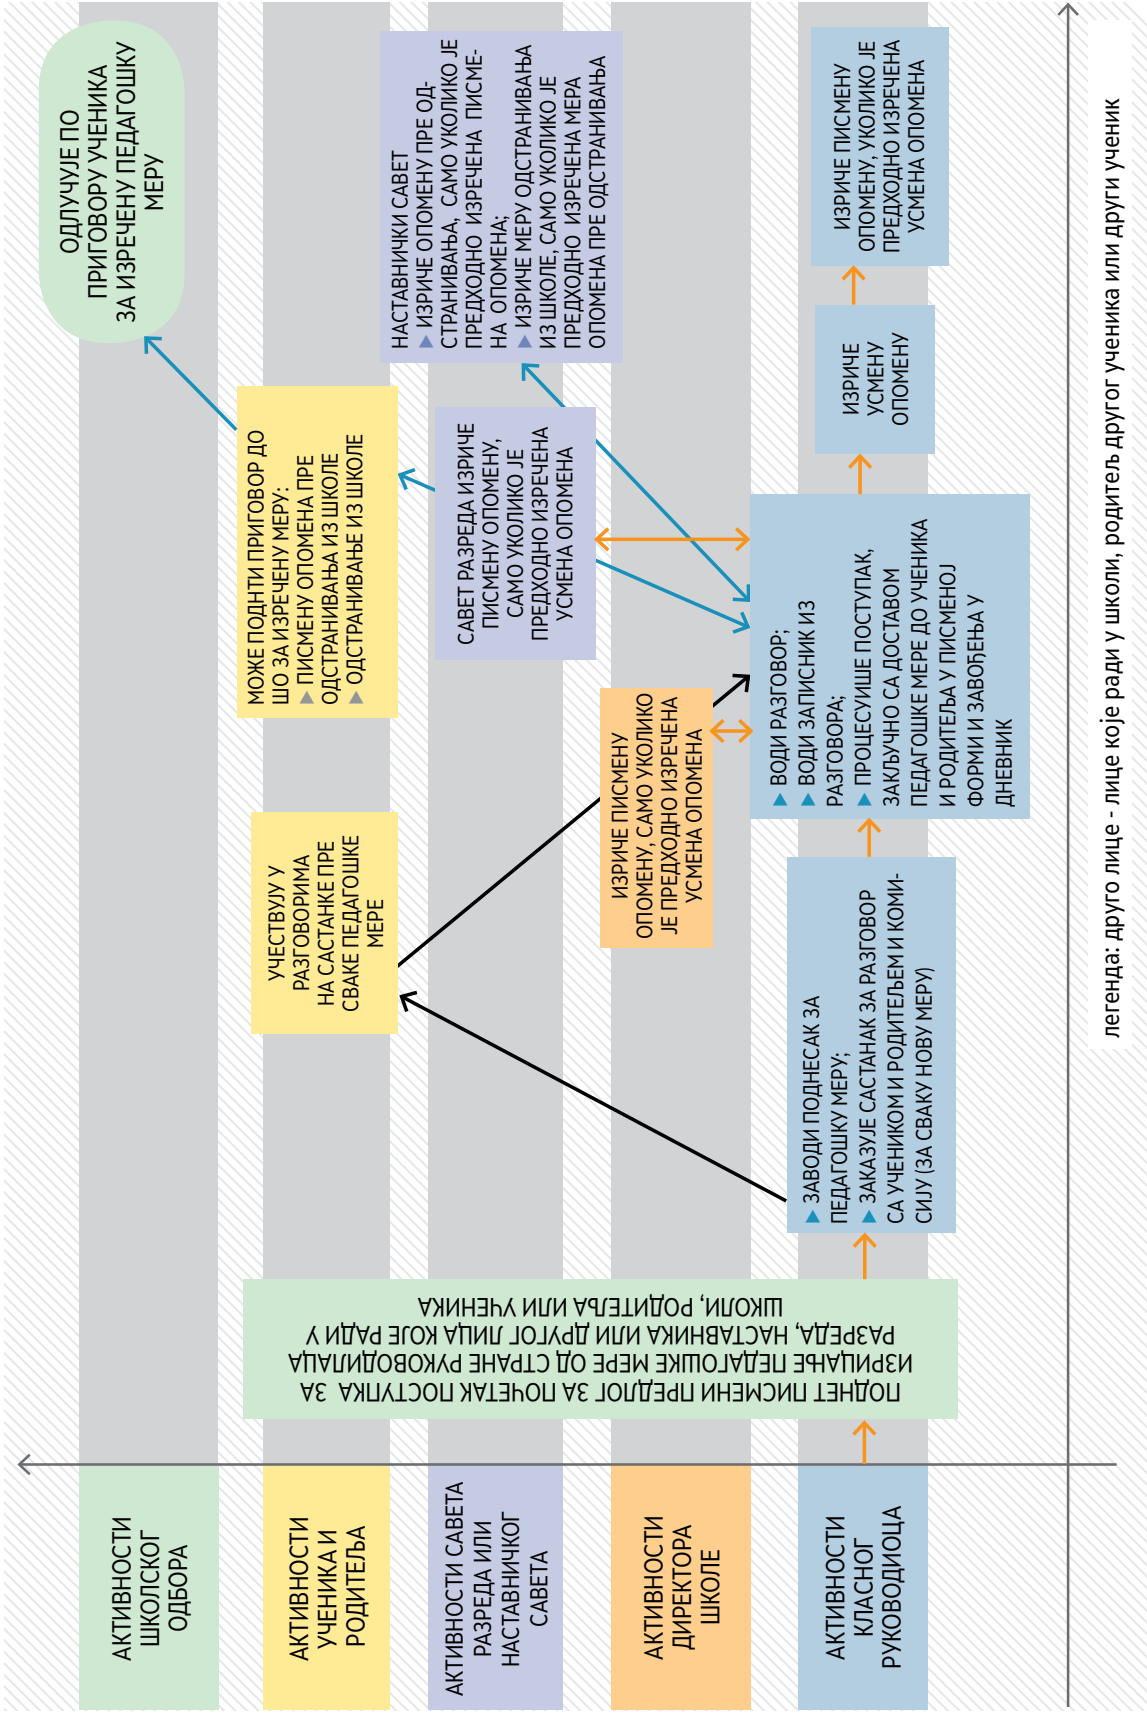 АКТИВНОСТИ
ШКОЛСКОГ
ОДБОРА
ОДЛУЧУЈЕ ПО
ПРИГОВОРУ УЧЕНИКА
ЗА ИЗРЕЧЕНУ ПЕДАГОШКУ
МЕРУ
АКТИВНОСТИ
УЧЕНИКА И
РОДИТЕЉА
УЧЕСТВУЈУ У
РАЗГОВОРИМА
НА САСТАНКЕ ПРЕ
СВАКЕ ПЕДАГОШКЕ
МЕРЕ
МОЖЕ ПОДНТИ ПРИГОВОР ДО
ШО ЗА ИЗРЕЧЕНУ МЕРУ:
ПИСМЕНУ ОПОМЕНА ПРЕ
ОДСТРАНИВАЊА ИЗ ШКОЛЕ
ОДСТРАНИВАЊЕ ИЗ ШКОЛЕ
АКТИВНОСТИ САВЕТА
РАЗРЕДА ИЛИ
НАСТАВНИЧКОГ
САВЕТА
САВЕТ РАЗРЕДА ИЗРИЧЕ
ПИСМЕНУ ОПОМЕНУ,
САМО УКОЛИКО ЈЕ
ПРЕДХОДНО ИЗРЕЧЕНА
УСМЕНА ОПОМЕНА
НАСТАВНИЧКИ САВЕТ
ИЗРИЧЕ ОПОМЕНУ ПРЕ ОД-
СТРАНИВАЊА, САМО УКОЛИКО ЈЕ
ПРЕДХОДНО ИЗРЕЧЕНА ПИСМЕ-
НА ОПОМЕНА;
ИЗРИЧЕ МЕРУ ОДСТРАНИВАЊА
ИЗ ШКОЛЕ, САМО УКОЛИКО ЈЕ
ПРЕДХОДНО ИЗРЕЧЕНА МЕРА
ОПОМЕНА ПРЕ ОДСТРАНИВАЊА
АКТИВНОСТИ
ДИРЕКТОРА
ШКОЛЕ
ИЗРИЧЕ ПИСМЕНУ
ОПОМЕНУ, САМО УКОЛИКО
ЈЕ ПРЕДХОДНО ИЗРЕЧЕНА
УСМЕНА ОПОМЕНА
АКТИВНОСТИ
КЛАСНОГ
РУКОВОДИОЦА
ПОДНЕТ ПИСМЕНИ ПРЕДЛОГ ЗА ПОЧЕТАК ПОСТУПКА ЗА
ИЗРИЦАЊЕ ПЕДАГОШКЕ МЕРЕ ОД СТРАНЕ РУКОВОДИЛАЦА
РАЗРЕДА, НАСТАВНИКА ИЛИ ДРУГОГ ЛИЦА КОЈЕ РАДИ У
ШКОЛИ, РОДИТЕЉА ИЛИ УЧЕНИКА
ЗАВОДИ ПОДНЕСАК ЗА
ПЕДАГОШКУ МЕРУ;
ЗАКАЗУЈЕ САСТАНАК ЗА РАЗГОВОР
СА УЧЕНИКОМ И РОДИТЕЉЕМ И КОМИ-
СИЈУ (ЗА СВАКУ НОВУ МЕРУ)
ВОДИ РАЗГОВОР;
ВОДИ ЗАПИСНИК ИЗ
РАЗГОВОРА;
ПРОЦЕСУИШЕ ПОСТУПАК,
ЗАКЉУЧНО СА ДОСТАВОМ
ПЕДАГОШКЕ МЕРЕ ДО УЧЕНИКА
И РОДИТЕЉА У ПИСМЕНОЈ
ФОРМИ И ЗАВОЂЕЊА У
ДНЕВНИК
ИЗРИЧЕ
УСМЕНУ
ОПОМЕНУ
ИЗРИЧЕ ПИСМЕНУ
ОПОМЕНУ, УКОЛИКО ЈЕ
ПРЕДХОДНО ИЗРЕЧЕНА
УСМЕНА ОПОМЕНА
легенда: друго лице - лице које ради у школи, родитељ другог ученика или други ученик